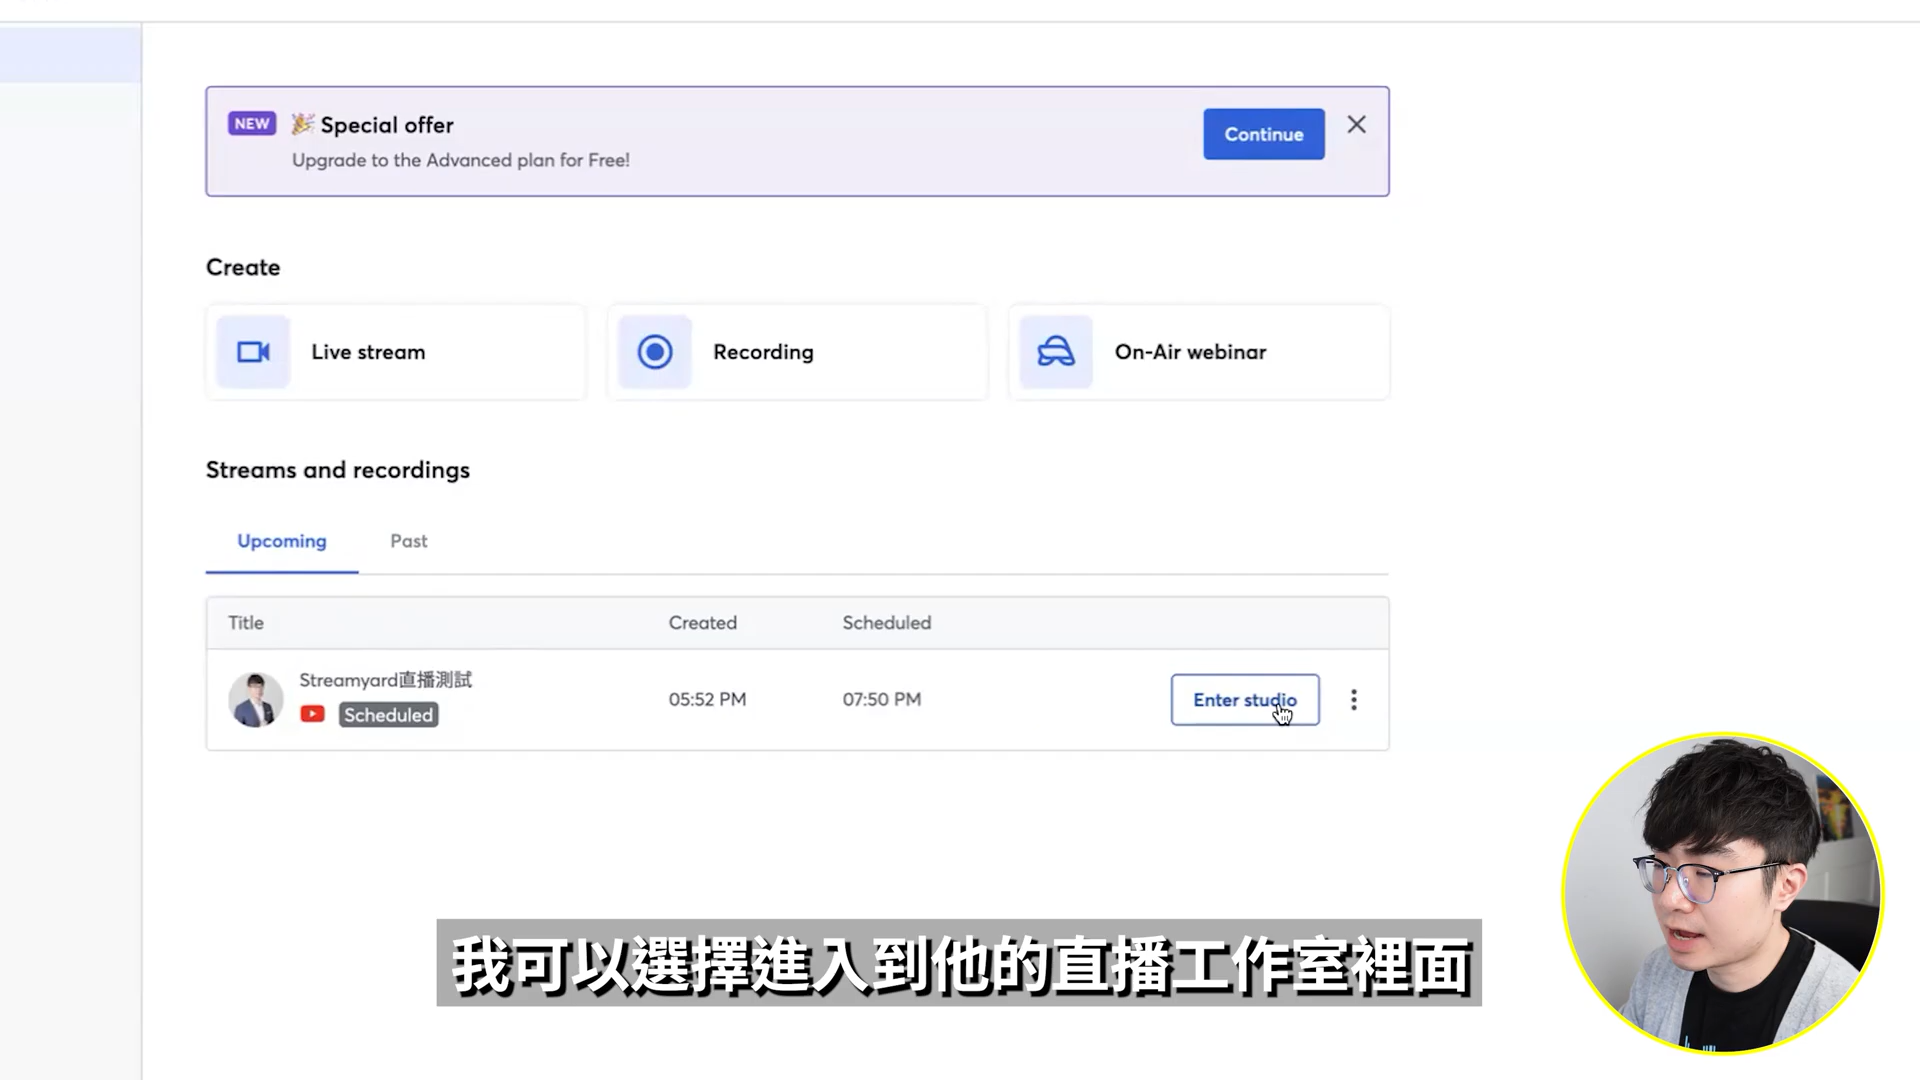 NEW
Special offer
Continue
Upgrade to the Advanced plan for Free!
Create
Live stream
Recording
On-Air webinar
Streams and recordings
Upcoming
Past
Title
Created
Scheduled
Streamyard直播測試
Scheduled
05:52 PM
07:50 PM
Enter studio
我可以選擇進入到他的直播工作室裡面